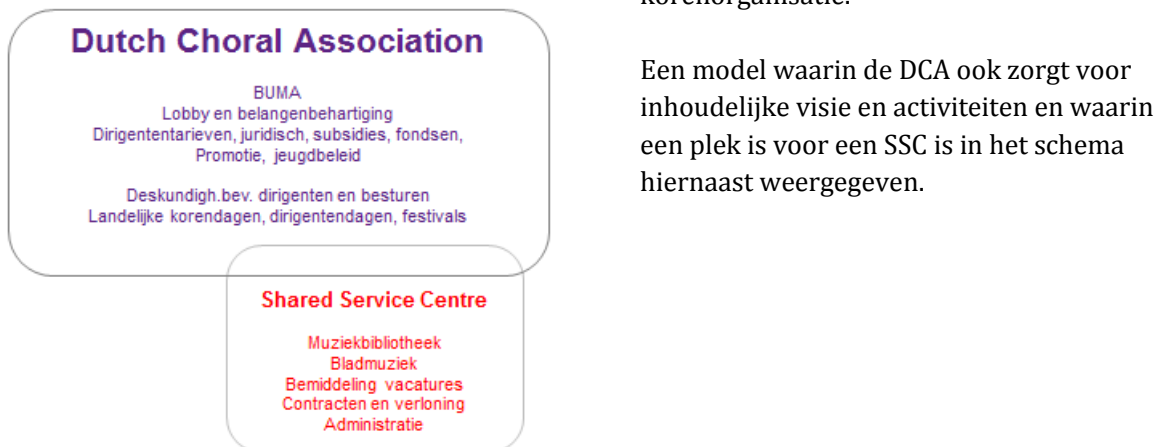 korenorganisatie.
Dutch Choral Association
BUMA
Lobby en belangenbehartiging
Dirigententarieven, juridisch, subsidies, fondsen,
Promotie, jeugdbeleid
Deskundigh.bev. dirigenten en besturen
Landelijke korendagen, dirigentendagen, festivals
Shared Service Centre
Muziekbibliotheek
Bladmuziek
Bemiddeling vacatures
Contracten en verloning
Administratie
Een model waarin de DCA ook zorgt voor
inhoudelijke visie en activiteiten en waarin
een plek is voor een SSC is in het schema
hiernaast weergegeven.